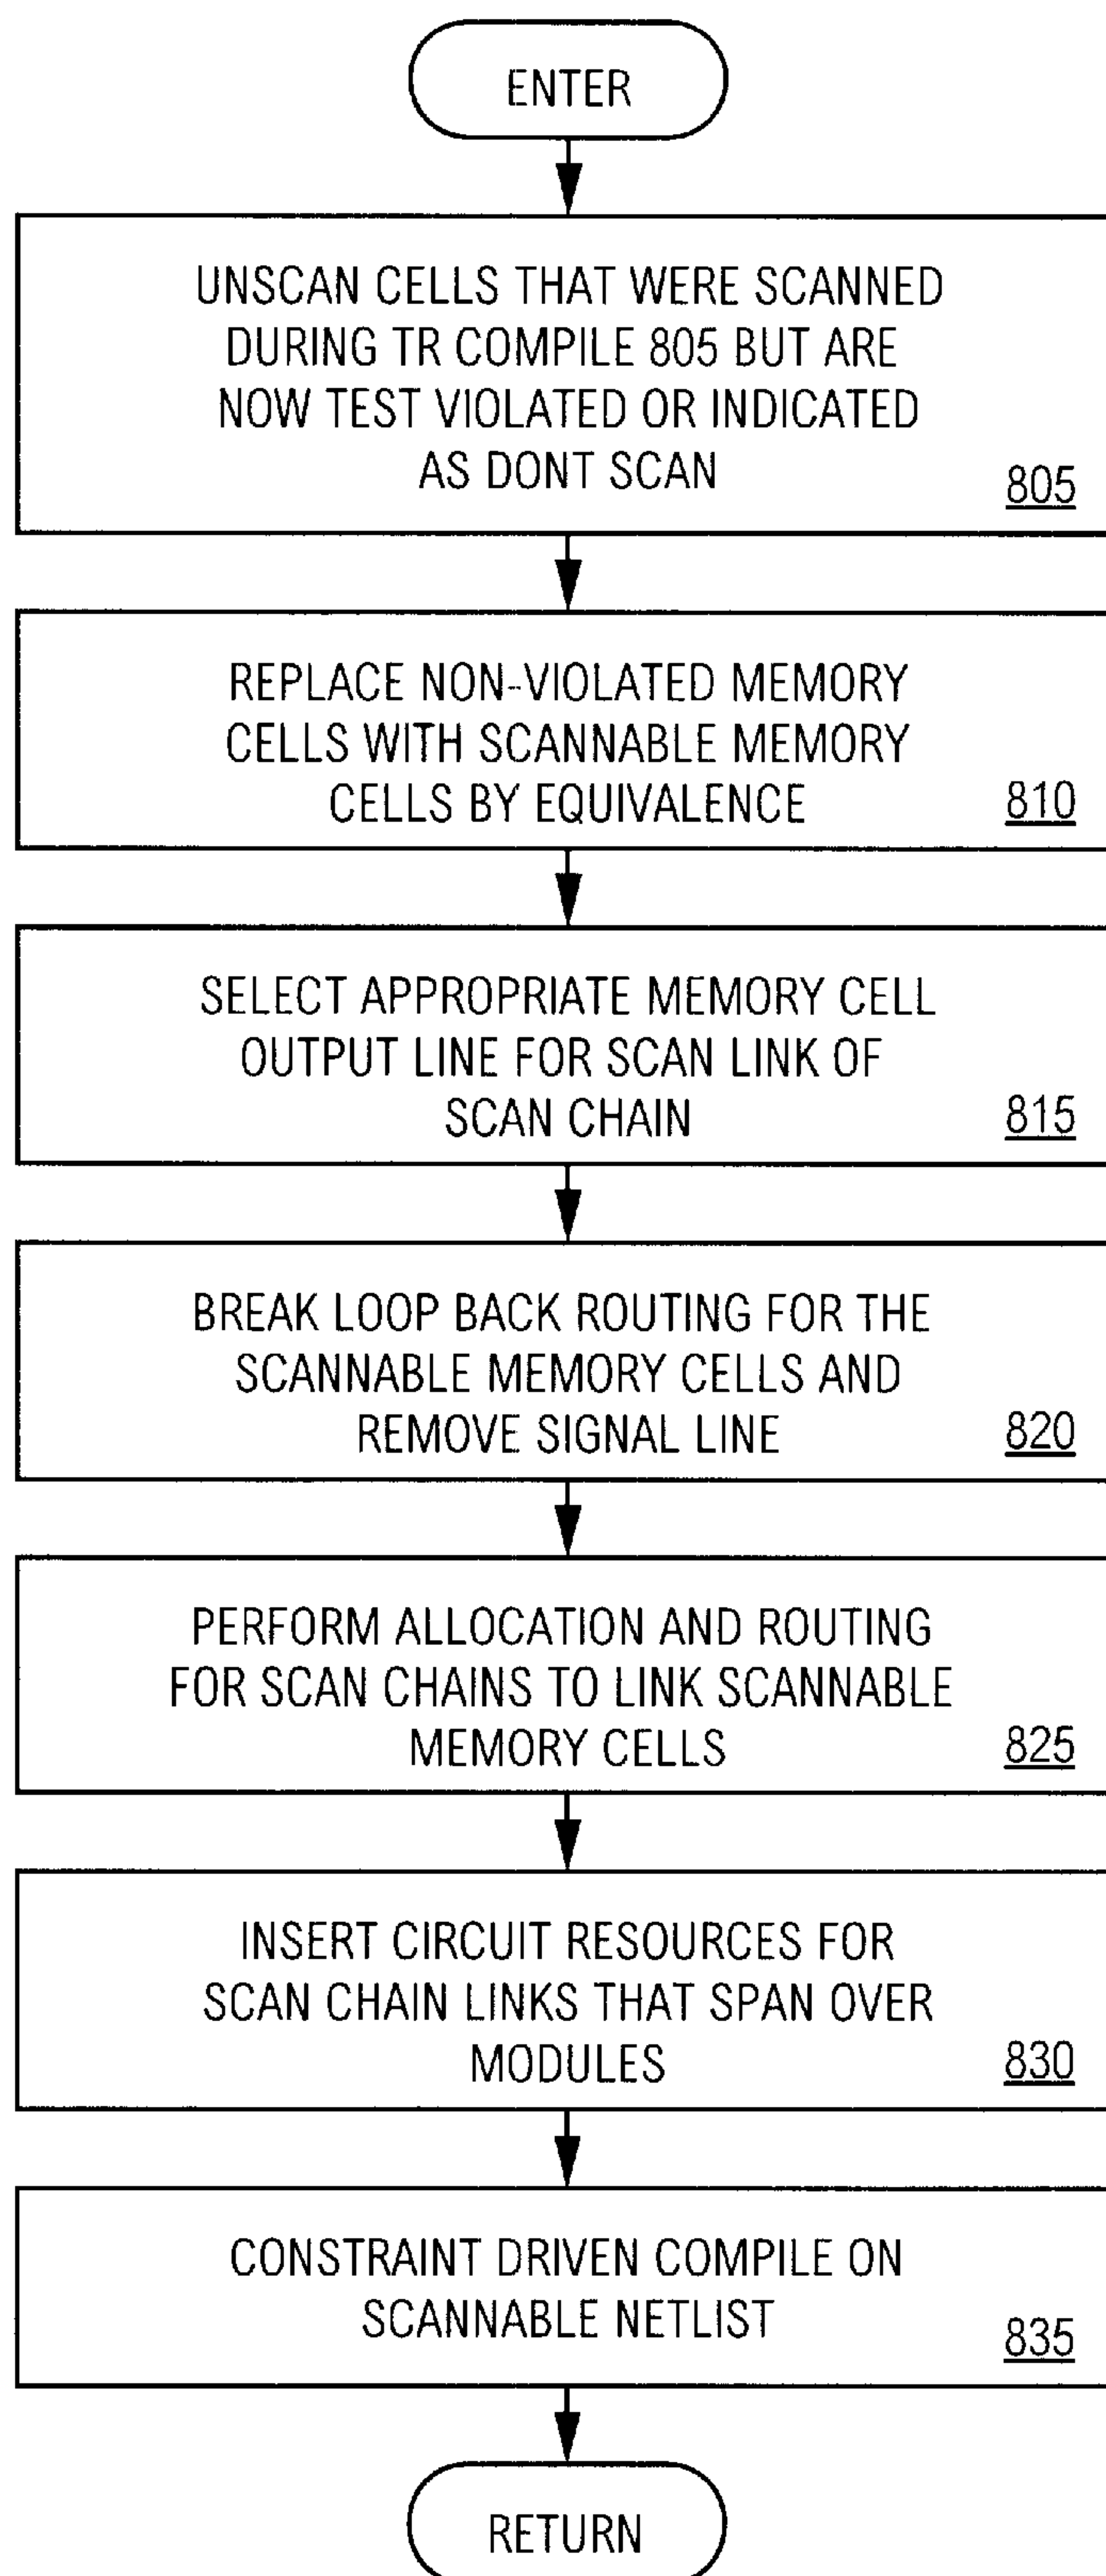 ENTER
UNSCAN CELLS THAT WERE SCANNED
DURING TR COMPILE 805 BUT ARE
NOW TEST VIOLATED OR INDICATED
AS DONT SCAN
805
REPLACE NON-VIOLATED MEMORY
CELLS WITH SCANNABLE MEMORY
CELLS BY EQUIVALENCE
810
SELECT APPROPRIATE MEMORY CELL
OUTPUT LINE FOR SCAN LINK OF
SCAN CHAIN
815
BREAK LOOP BACK ROUTING FOR THE
SCANNABLE MEMORY CELLS AND
REMOVE SIGNAL LINE
820
PERFORM ALLOCATION AND ROUTING
FOR SCAN CHAINS TO LINK SCANNABLE
MEMORY CELLS
825
INSERT CIRCUIT RESOURCES FOR
SCAN CHAIN LINKS THAT SPAN OVER
MODULES
830
CONSTRAINT DRIVEN COMPILE ON
SCANNABLE NETLIST
835
RETURN